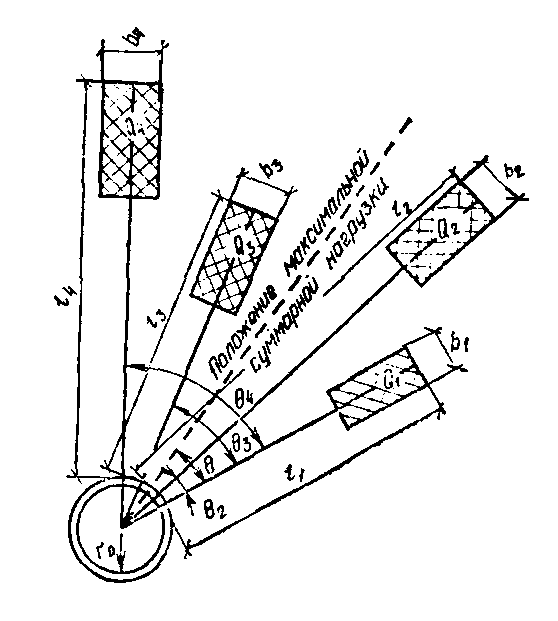 b4
Q4
b3
Q3
b2
Q2
l2
Положение максимальной
суммарной нагрузки
l4
l3
b1
Q1
θ4
θ3
θ
l1
θ2
r0